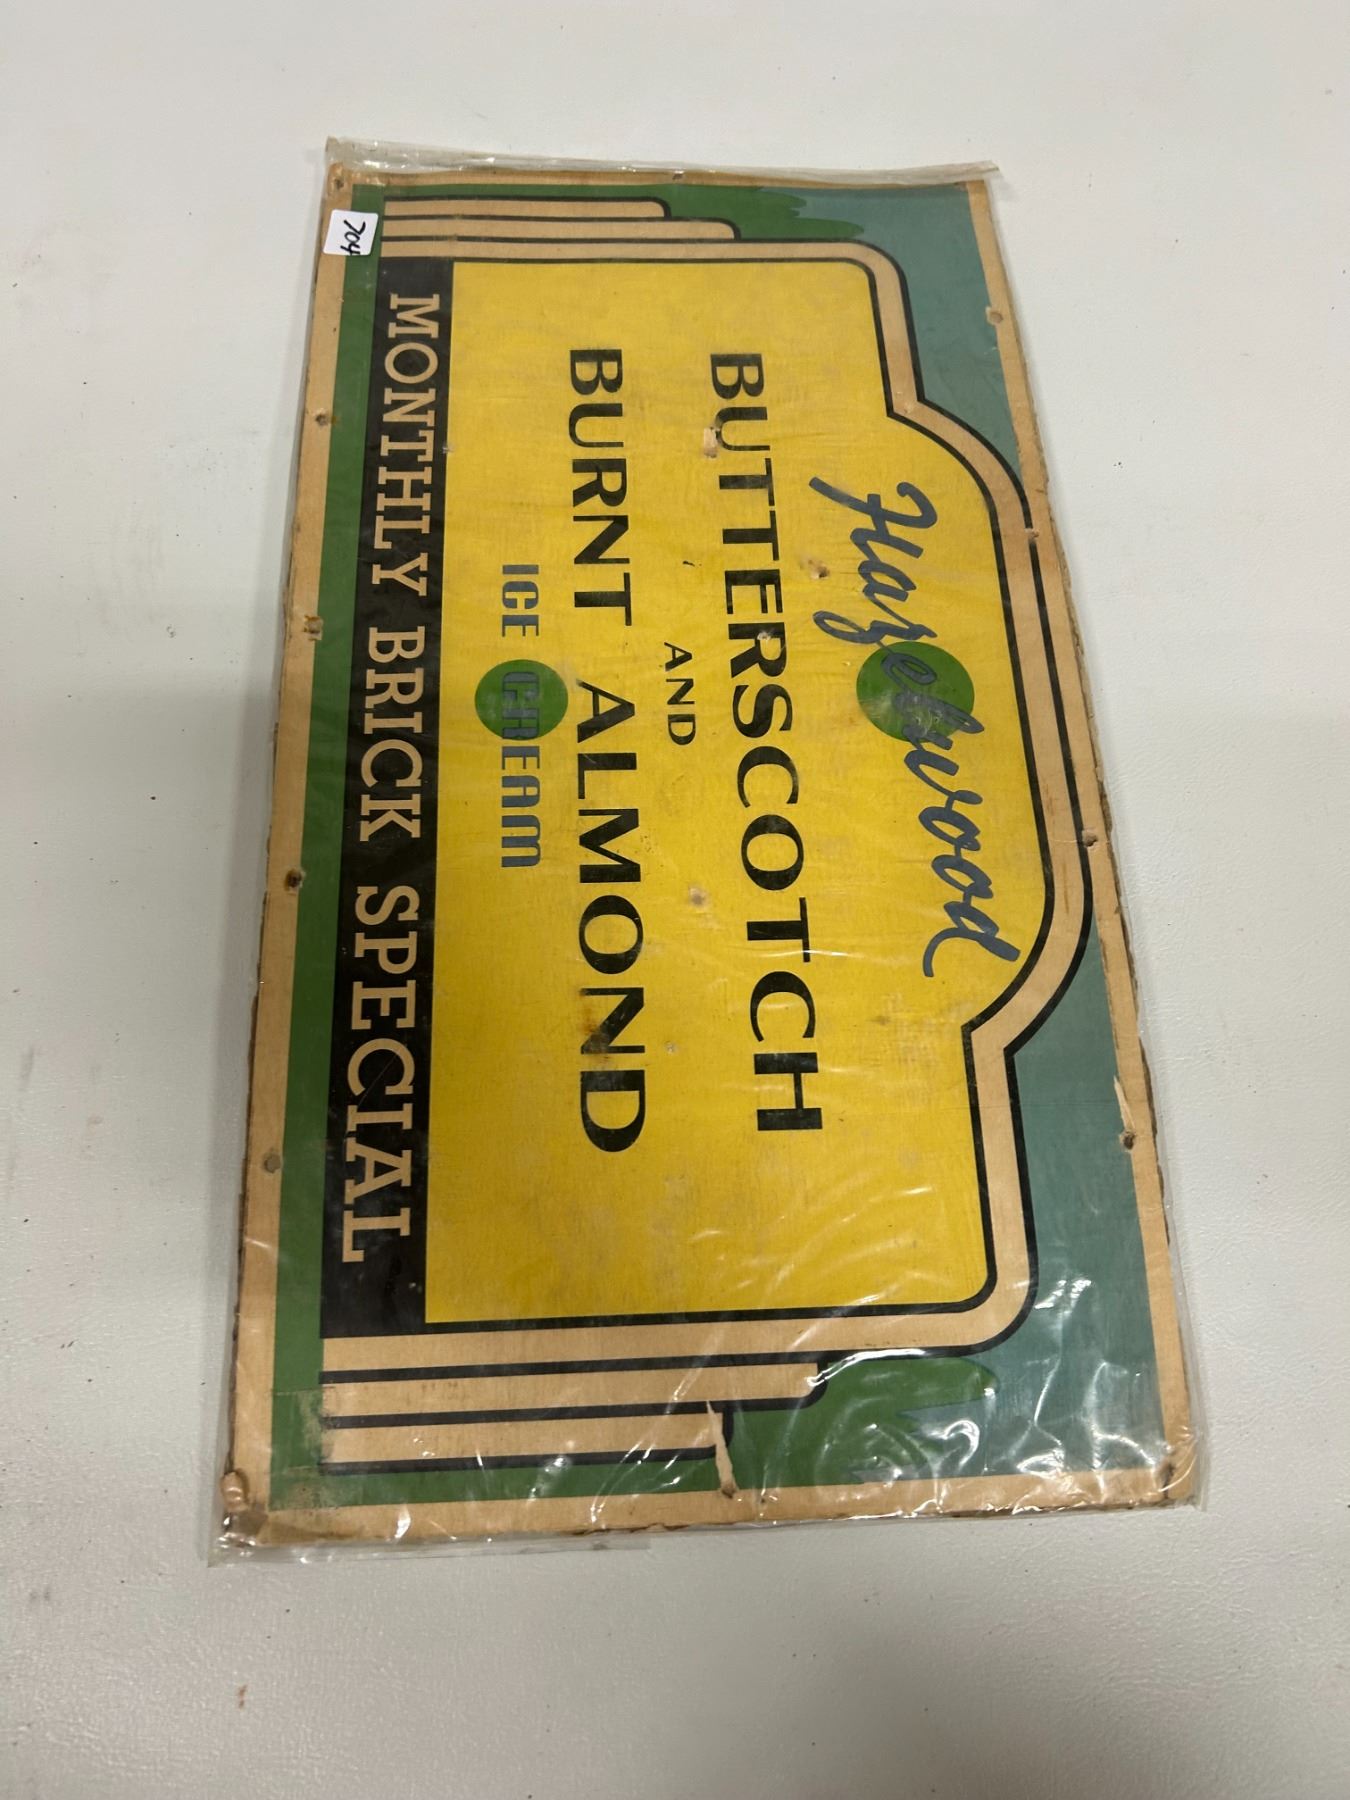 704
Hazelwood
BUTTERSCOTCH
AND
BURNT ALMOND
ICE CREAM
MONTHLY BRICK SPECIAL